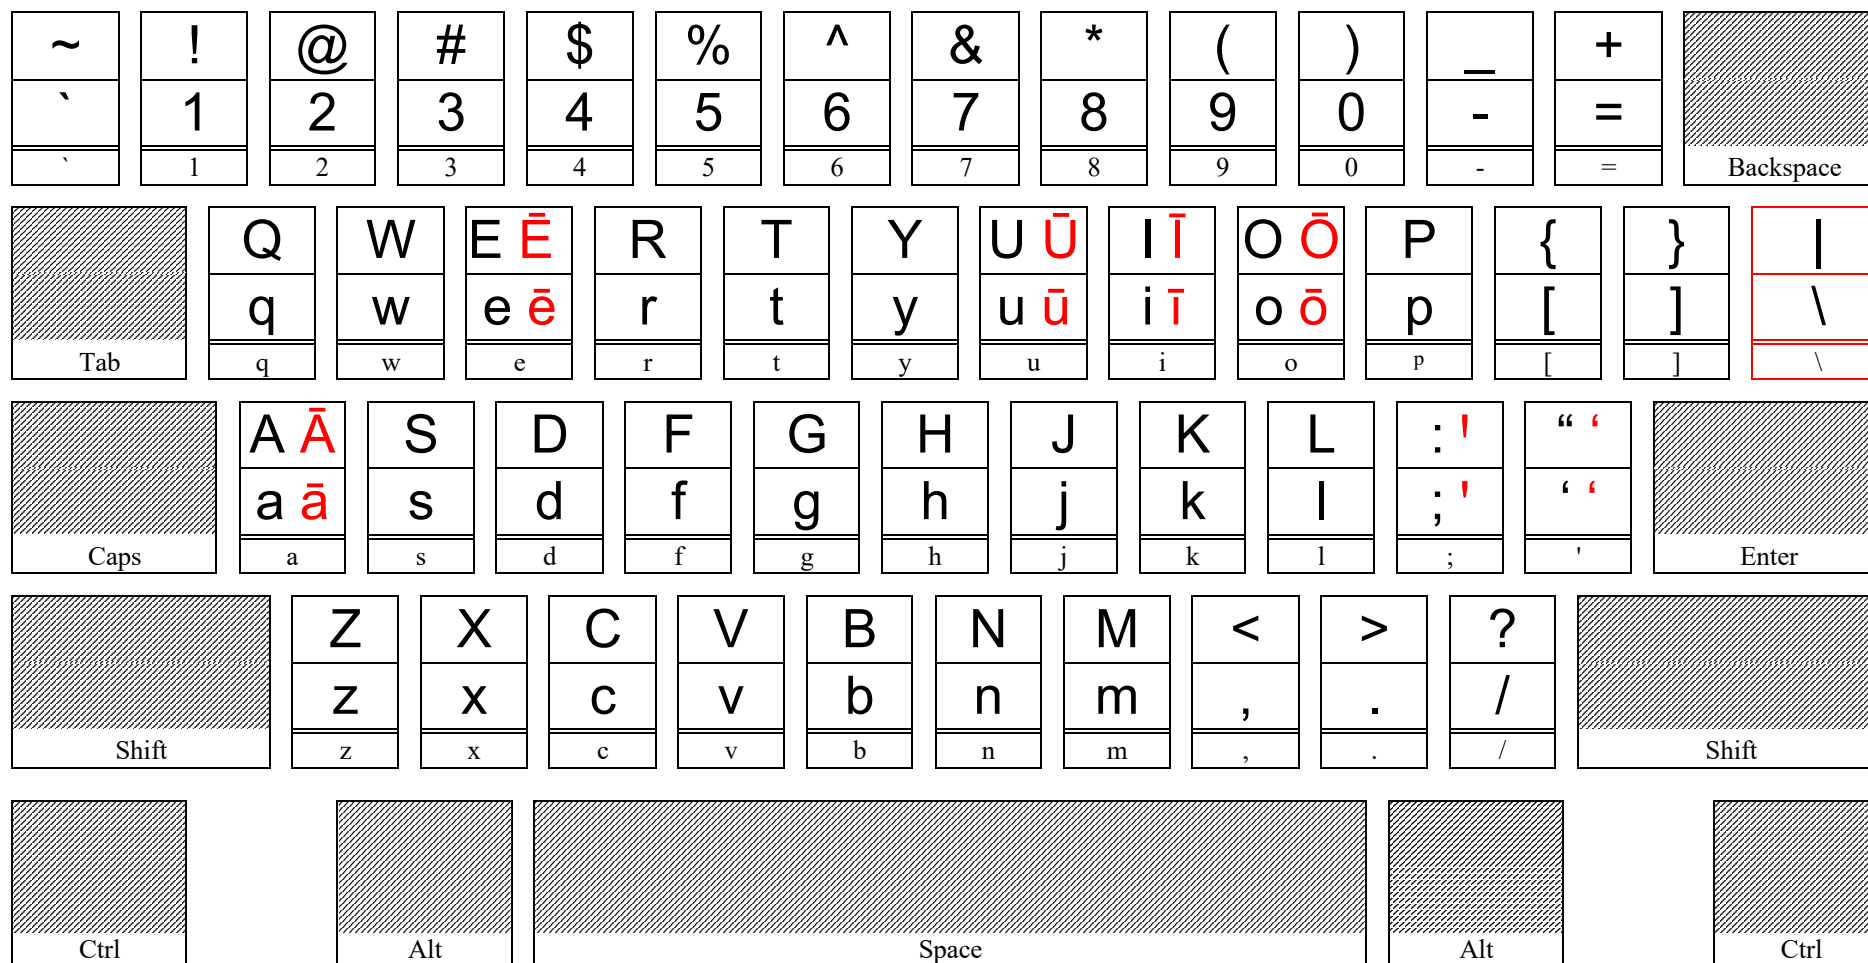 ~ ! @ # $ % ^ & * ( ) _ +
` 1 2 3 4 5 6 7 8 9 0 - =
` 1 2 3 4 5 6 7 8 9 0 - = Backspace
Q W E Ē R T Y U Ū I Ī O Ō P { } |
q w e ē r t y u ū i ī o ō p [ ] \
Tab q w e r t y u i o p [ ] \
A Ā S D F G H J K L : ' “ ‘
a ā s d f g h j k l ; ' ‘ ‘
Caps a s d f g h j k l ; ' Enter
Z X C V B N M < > ?
z x c v b n m , . /
Shift z x c v b n m , . / Shift
Ctrl Alt Space Alt Ctrl